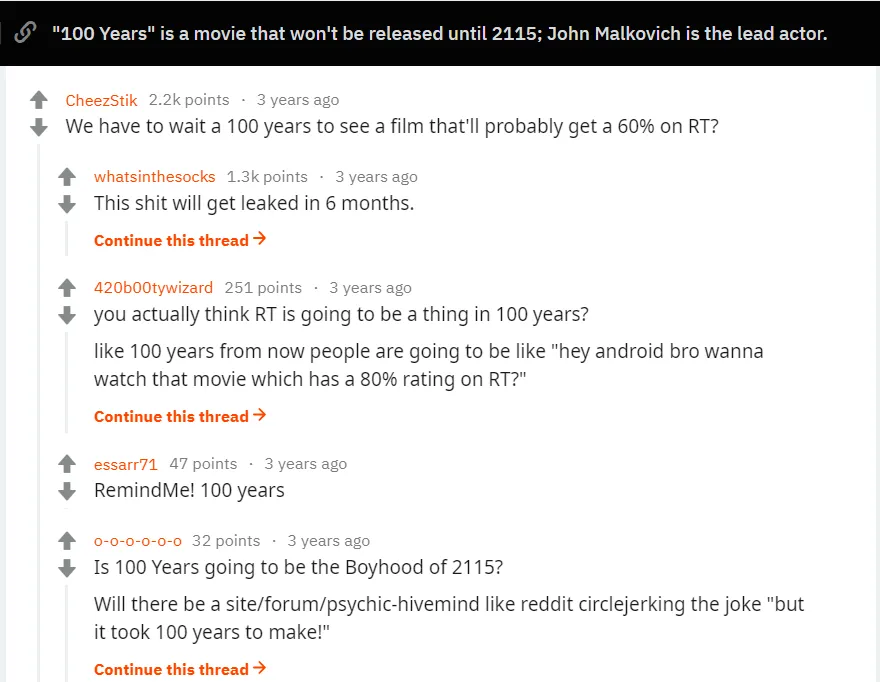 "100 Years" is a movie that won't be released until 2115; John Malkovich is the lead actor.
CheezStik 2.2k points · 3 years ago
We have to wait a 100 years to see a film that'll probably get a 60% on RT?
whatsinthesocks 1.3k points · 3 years ago
This shit will get leaked in 6 months.
Continue this thread →
420b00tywizard 251 points · 3 years ago
you actually think RT is going to be a thing in 100 years?
like 100 years from now people are going to be like "hey android bro wanna
watch that movie which has a 80% rating on RT?"
Continue this thread →
essarr71 47 points · 3 years ago
RemindMe! 100 years
o-o-o-o-o-o 32 points · 3 years ago
Is 100 Years going to be the Boyhood of 2115?
Will there be a site/forum/psychic-hivemind like reddit circlejerking the joke "but
it took 100 years to make!"
Continue this thread →